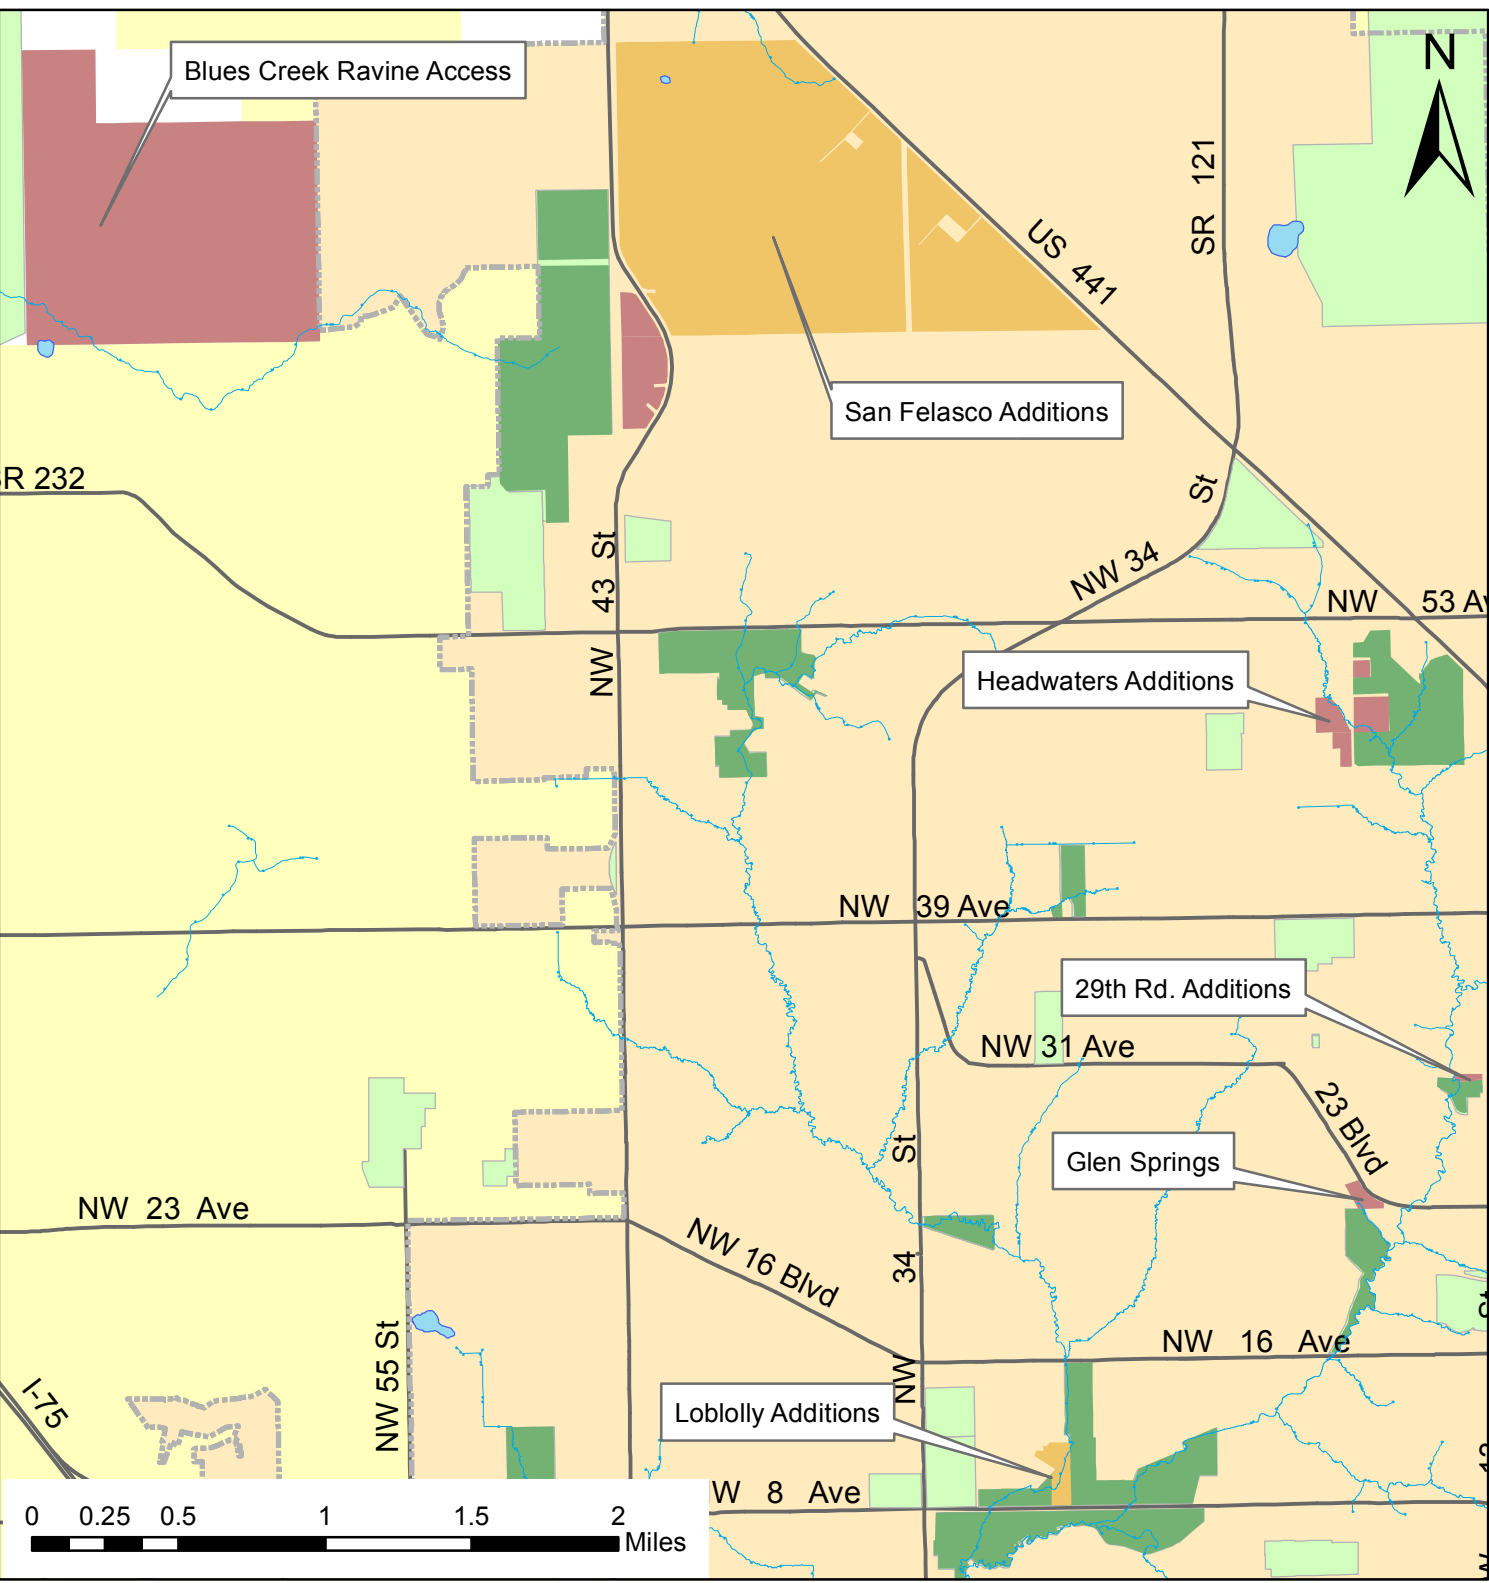 Blues Creek Ravine Access
N
SR 121
US 441
San Felasco Additions
SR 232
St
NW 43 St
NW 34
NW 53 Av
Headwaters Additions
NW 39 Ave
29th Rd. Additions
NW 31 Ave
23 Blvd
Glen Springs
NW 23 Ave
NW 16 Blvd
NW 34 St
NW 16 Ave
St
NW 55 St
I-75
Loblolly Additions
W 8 Ave
0 0.25 0.5 1 1.5 2
Miles